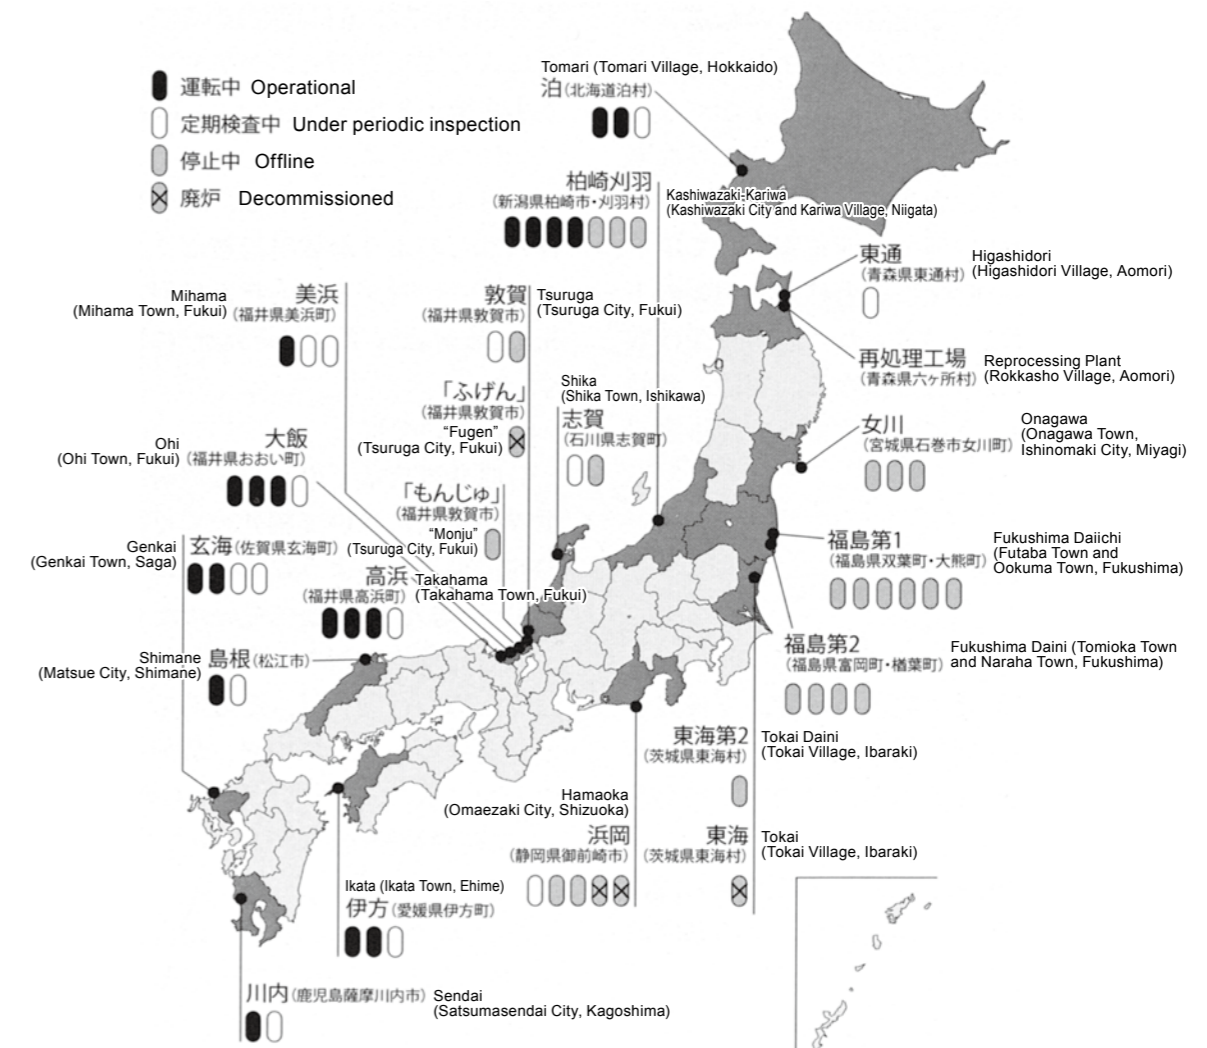 運転中 Operational
定期検査中 Under periodic inspection
停止中 Offline
廃炉 Decommissioned
Tomari (Tomari Village, Hokkaido)
泊(北海道泊村)
柏崎刈羽
(新潟県柏崎市・刈羽村)
Kashiwazaki-Kariwa
(Kashiwazaki City and Kariwa Village, Niigata)
東通
(青森県東通村)
Higashidori
(Higashidori Village, Aomori)
美浜
(福井県美浜町)
Mihama
(Mihama Town, Fukui)
敦賀
(福井県敦賀市)
Tsuruga
(Tsuruga City, Fukui)
再処理工場
(青森県六ヶ所村)
Reprocessing Plant
(Rokkasho Village, Aomori)
「ふげん」
(福井県敦賀市)
“Fugen”
(Tsuruga City, Fukui)
Shika
(Shika Town, Ishikawa)
志賀
(石川県志賀町)
女川
(宮城県石巻市女川町)
Onagawa
(Onagawa Town,
Ishinomaki City, Miyagi)
大飯
(福井県おおい町)
Ohi
(Ohi Town, Fukui)
「もんじゅ」
(福井県敦賀市)
“Monju”
(Tsuruga City, Fukui)
Genkai
(Genkai Town, Saga)
玄海(佐賀県玄海町)
福島第1
(福島県双葉町・大熊町)
Fukushima Daiichi
(Futaba Town and
Ookuma Town, Fukushima)
高浜
(福井県高浜町)
Takahama
(Takahama Town, Fukui)
Shimane
(Matsue City, Shimane)
島根(松江市)
福島第2
(福島県富岡町・楢葉町)
Fukushima Daini (Tomioka Town
and Naraha Town, Fukushima)
東海第2
(茨城県東海村)
Tokai Daini
(Tokai Village, Ibaraki)
Hamaoka
(Omaezaki City, Shizuoka)
浜岡
(静岡県御前崎市)
東海
(茨城県東海村)
Tokai
(Tokai Village, Ibaraki)
Ikata (Ikata Town, Ehime)
伊方(愛媛県伊方町)
川内(鹿児島薩摩川内市)
Sendai
(Satsumasendai City, Kagoshima)